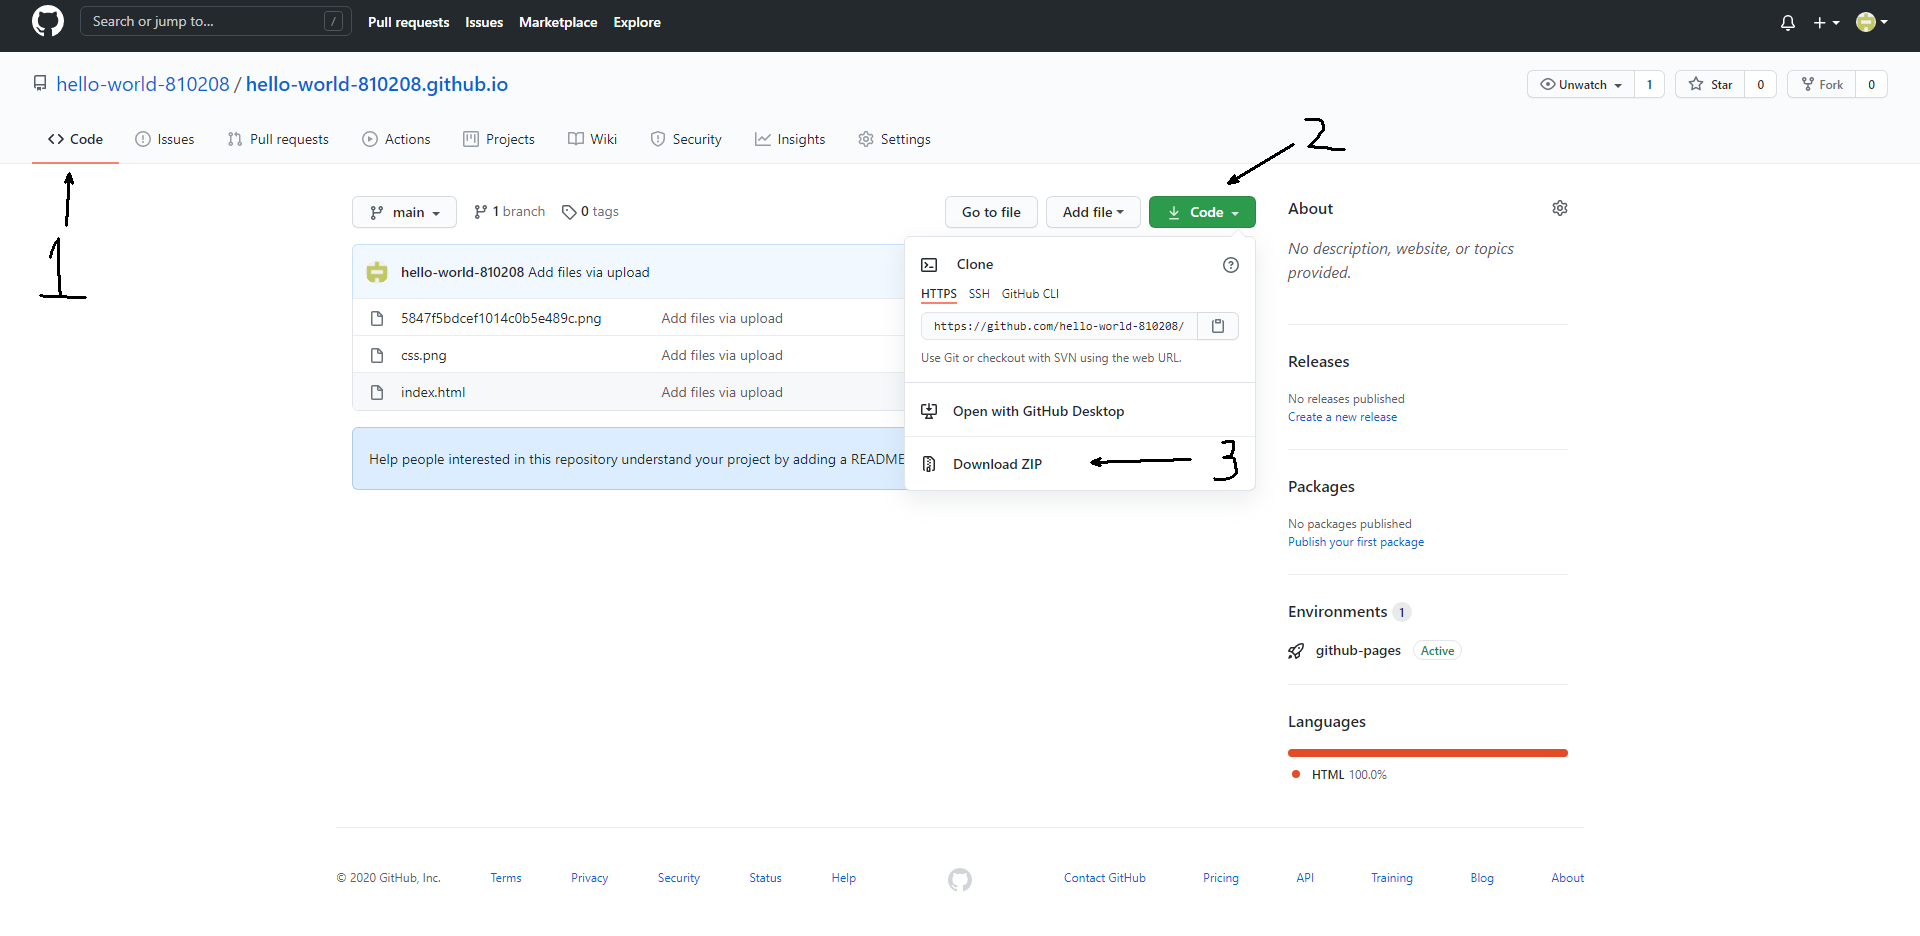 Search or jump to... /
Pull requests Issues Marketplace Explore
hello-world-810208 / hello-world-810208.github.io
Unwatch 1 Star 0 Fork 0
Code Issues Pull requests Actions Projects Wiki Security Insights Settings
1
2
main 1 branch 0 tags
Go to file Add file Code
hello-world-810208 Add files via upload
5847f5bdcef1014c0b5e489c.png Add files via upload
css.png Add files via upload
index.html Add files via upload
Help people interested in this repository understand your project by adding a README
Clone
HTTPS SSH GitHub CLI
https://github.com/hello-world-810208/
Use Git or checkout with SVN using the web URL.
Open with GitHub Desktop
Download ZIP 3
About
No description, website, or topics
provided.
Releases
No releases published
Create a new release
Packages
No packages published
Publish your first package
Environments 1
github-pages Active
Languages
HTML 100.0%
© 2020 GitHub, Inc. Terms Privacy Security Status Help Contact GitHub Pricing API Training Blog About